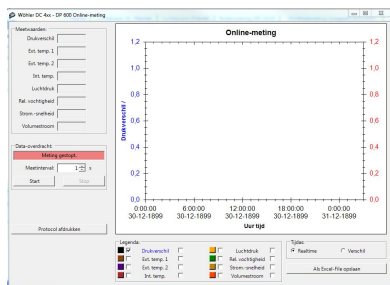 Wöhler DC 4xx - DP 600 Online-meting
Meetwaarden:
Drukverschil
Ext. temp. 1
Ext. temp. 2
Int. temp.
Luchtdruk
Rel. vochtigheid
Strom.-snelheid
Volumestroom
Data-overdracht:
Meting gestopt.
Meetinterval: 1 s
Start Stop
Protocol afdrukken
Online-meting
1,2 1,2
1,0 1,0
0,8 0,8
0,6 0,6
0,4 0,4
0,2 0,2
0,0 0,0
Drukverschil /
0:00:00 6:00:00 12:00:00 18:00:00 0:00:00
30-12-1899 30-12-1899 30-12-1899 30-12-1899 31-12-1899
Uur tijd
Legenda:
Drukverschil Luchtdruk
Ext. temp. 1 Rel. vochtigheid
Ext. temp. 2 Strom.-snelheid
Int. temp. Volumestroom
Tijdas
Realtime Verschil
Als Excel-File opslaan